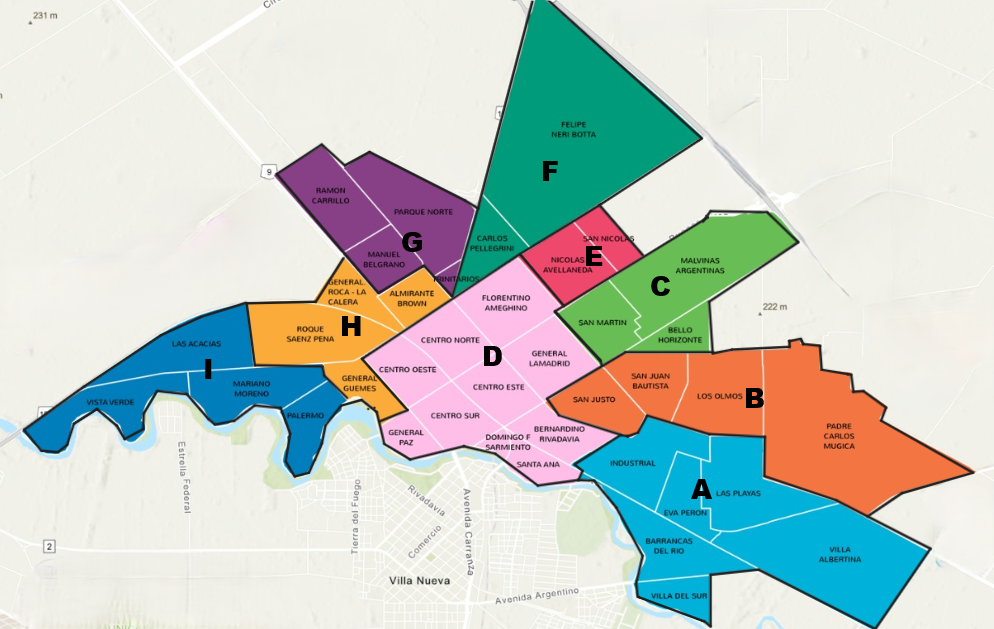 231 m
FELIPE
NERI BOTTA
F
9
RAMON
CARRILLO
PARQUE NORTE
G
MANUEL
BELGRANO
CARLOS
PELLEGRINI
SAN NICOLAS
NICOLAS
AVELLANEDA
E
MALVINAS
ARGENTINAS
C
TRINITARIOS
GENERAL
ROCA - LA
CALERA
ALMIRANTE
BROWN
FLORENTINO
AMEGHINO
222 m
SAN MARTIN
BELLO
HORIZONTE
ROQUE
SAENZ PEÑA
H
LAS ACACIAS
I
CENTRO NORTE
D
GENERAL
LAMADRID
CENTRO OESTE
CENTRO ESTE
GENERAL
GUEMES
MARIANO
MORENO
VISTA VERDE
PALERMO
SAN JUAN
BAUTISTA
SAN JUSTO
LOS OLMOS
B
PADRE
CARLOS
MUGICA
CENTRO SUR
GENERAL
PAZ
DOMINGO F
SARMIENTO
BERNARDINO
RIVADAVIA
SANTA ANA
INDUSTRIAL
A
LAS PLAYAS
EVA PERON
BARRANCAS
DEL RIO
VILLA
ALBERTINA
VILLA DEL SUR
Estrella Federal
Tierra del Fuego
Rivadavia
Comercio
Avenida Carranza
2
Villa Nueva
Avenida Argentino